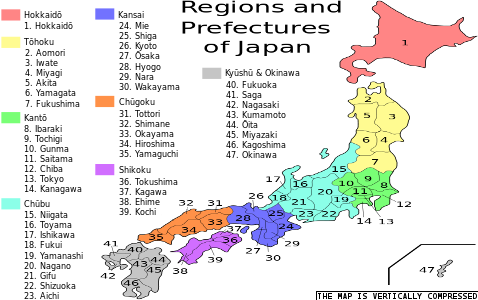 Regions and
Prefectures
of Japan
Hokkaidō
1. Hokkaidō
Tōhoku
2. Aomori
3. Iwate
4. Miyagi
5. Akita
6. Yamagata
7. Fukushima
Kantō
8. Ibaraki
9. Tochigi
10. Gunma
11. Saitama
12. Chiba
13. Tokyo
14. Kanagawa
Chūbu
15. Niigata
16. Toyama
17. Ishikawa
18. Fukui
19. Yamanashi
20. Nagano
21. Gifu
22. Shizuoka
23. Aichi
Kansai
24. Mie
25. Shiga
26. Kyoto
27. Ōsaka
28. Hyogo
29. Nara
30. Wakayama
Chūgoku
31. Tottori
32. Shimane
33. Okayama
34. Hiroshima
35. Yamaguchi
Shikoku
36. Tokushima
37. Kagawa
38. Ehime
39. Kochi
Kyūshū & Okinawa
40. Fukuoka
41. Saga
42. Nagasaki
43. Kumamoto
44. Ōita
45. Miyazaki
46. Kagoshima
47. Okinawa
1
2
5
3
6
4
7
15
9
10
8
11
12
13
14
17
16
20
19
18
21
23
22
26
25
24
28
27
29
30
32
31
33
34
35
37
36
39
38
41
40
44
43
45
42
46
47
THE MAP IS VERTICALLY COMPRESSED